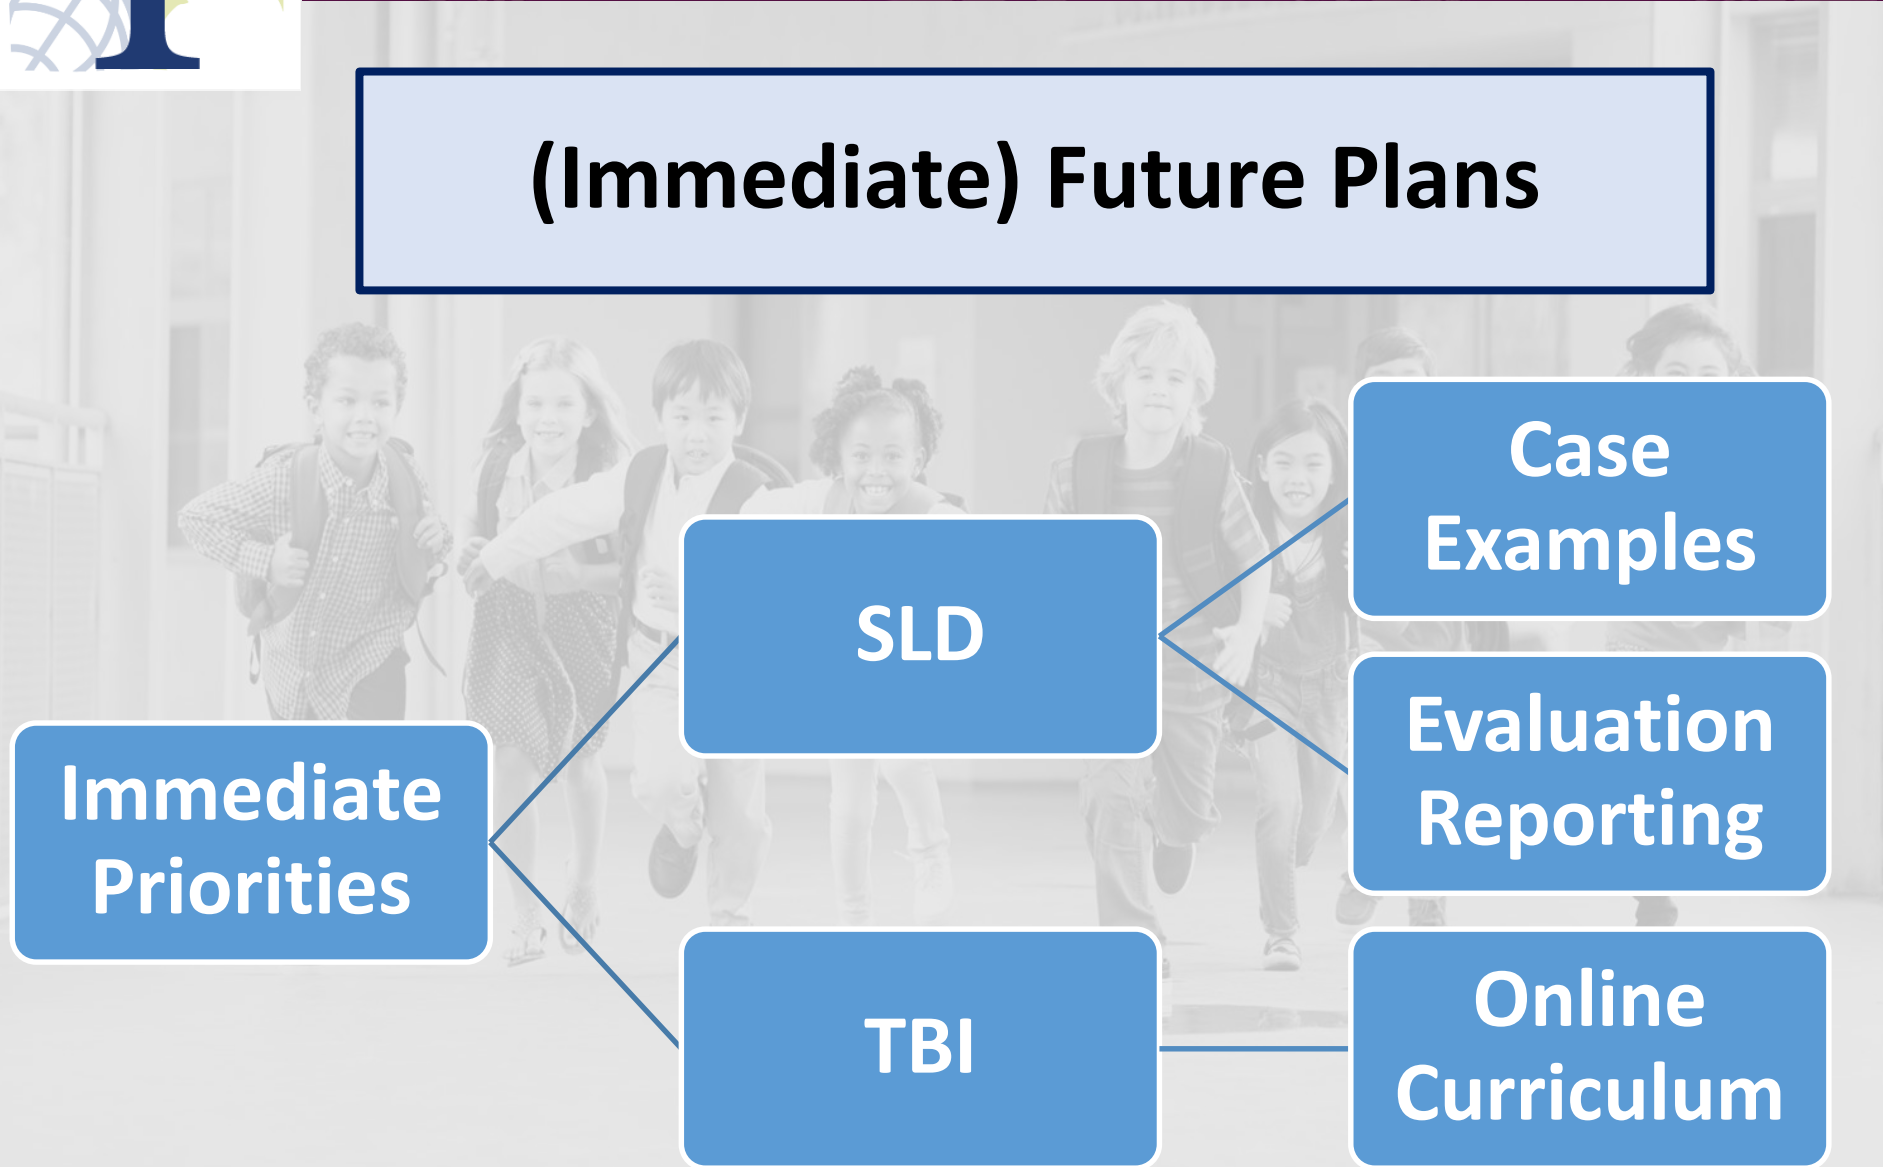 (Immediate) Future Plans
Immediate
Priorities
SLD
TBI
Case
Examples
Evaluation
Reporting
Online
Curriculum